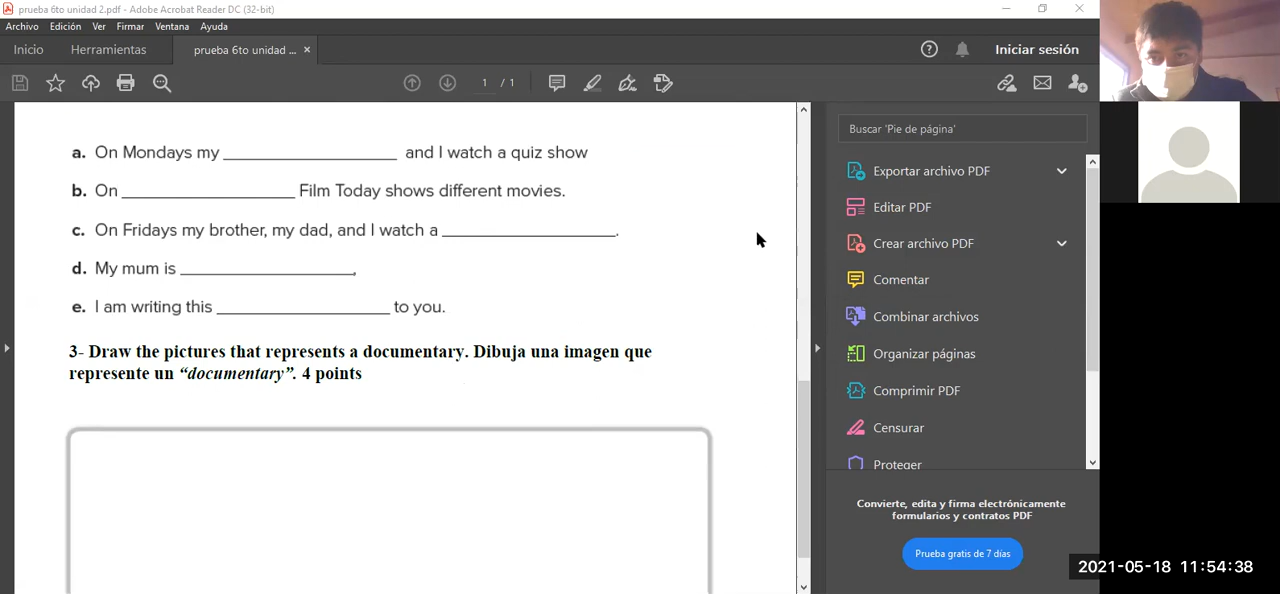 prueba 6to unidad 2.pdf - Adobe Acrobat Reader DC (32-bit)
Archivo Edición Ver Firmar Ventana Ayuda
Inicio Herramientas prueba 6to unidad ... × Iniciar sesión
1 / 1
a. On Mondays my ____________ and I watch a quiz show
b. On ____________ Film Today shows different movies.
c. On Fridays my brother, my dad, and I watch a ____________.
d. My mum is ____________.
e. I am writing this ____________ to you.
3- Draw the pictures that represents a documentary. Dibuja una imagen que
represente un “documentary”. 4 points
Buscar 'Pie de página'
Exportar archivo PDF
Editar PDF
Crear archivo PDF
Comentar
Combinar archivos
Organizar páginas
Comprimir PDF
Censurar
Proteger
Convierte, edita y firma electrónicamente
formularios y contratos PDF
Prueba gratis de 7 días
2021-05-18 11:54:38